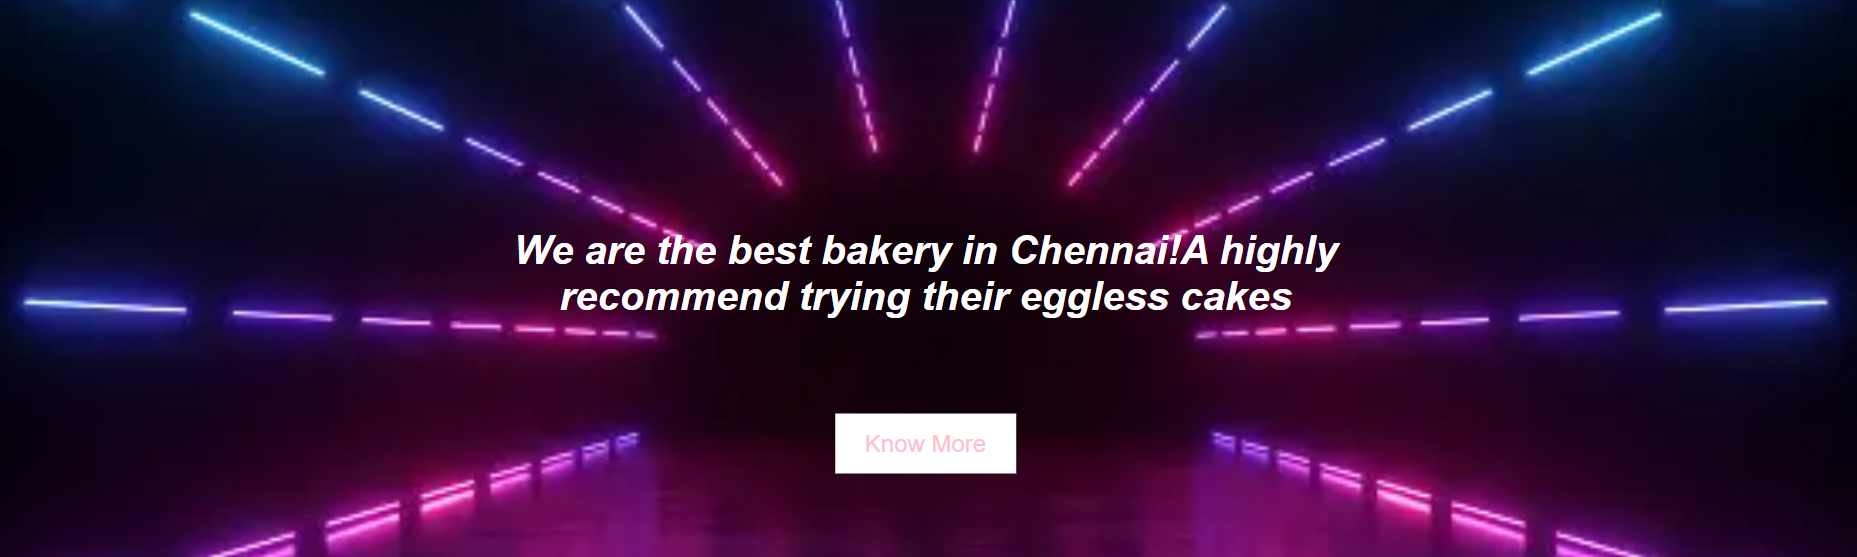 We are the best bakery in Chennai!A highly
recommend trying their eggless cakes
Know More